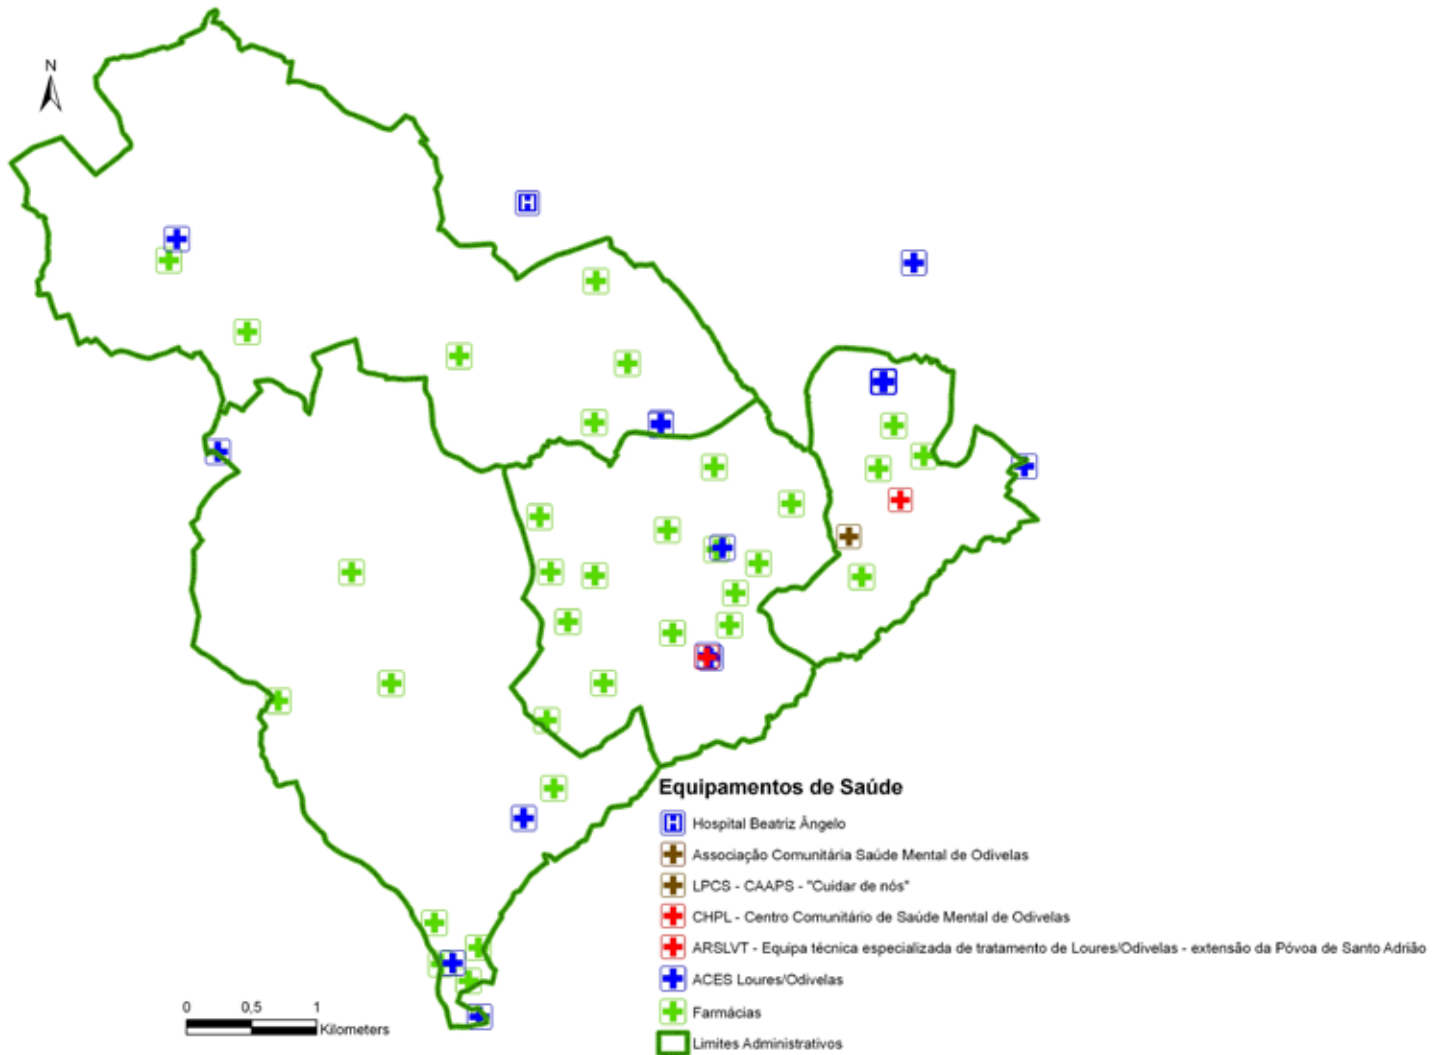 N
Equipamentos de Saúde
Hospital Beatriz Ângelo
Associação Comunitária Saúde Mental de Odivelas
LPCS - CAAPS - "Cuidar de nós"
CHPL - Centro Comunitário de Saúde Mental de Odivelas
ARSLVT - Equipa técnica especializada de tratamento de Loures/Odivelas - extensão da Póvoa de Santo Adrião
ACES Loures/Odivelas
Farmácias
Limites Administrativos
0 0,5 1
Kilometers